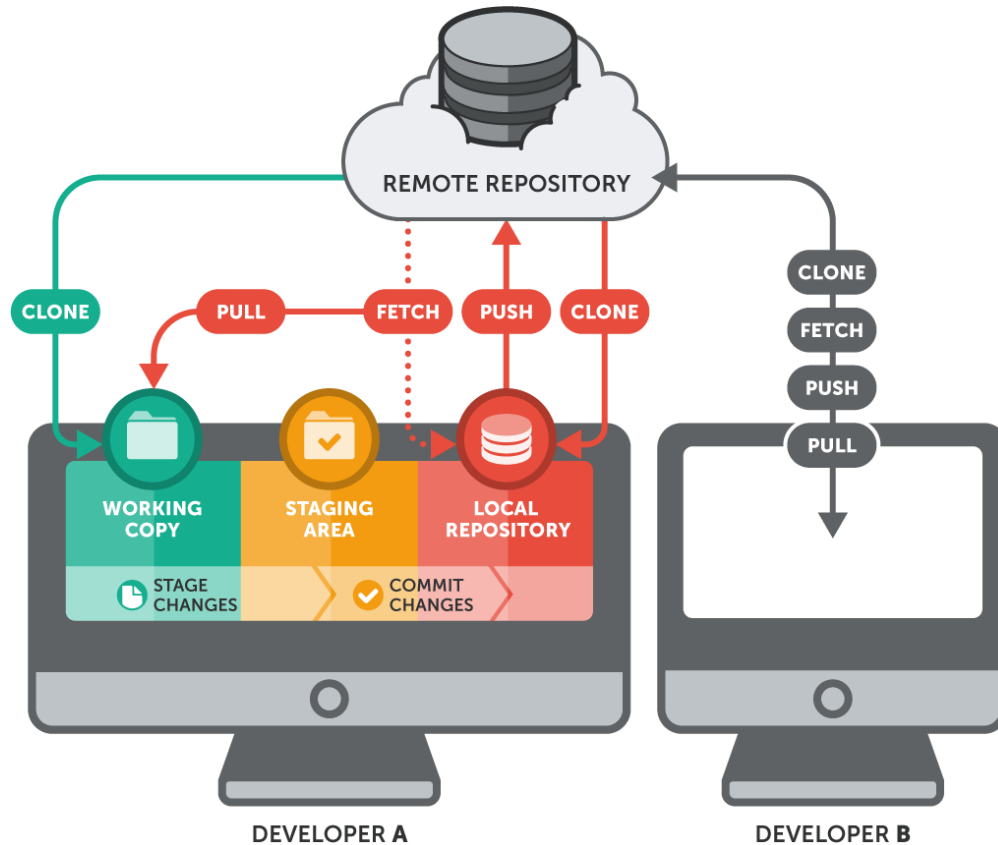 REMOTE REPOSITORY
CLONE
PULL
FETCH
PUSH
CLONE
CLONE
FETCH
PUSH
PULL
WORKING
COPY
STAGING
AREA
LOCAL
REPOSITORY
STAGE
CHANGES
COMMIT
CHANGES
DEVELOPER A
DEVELOPER B